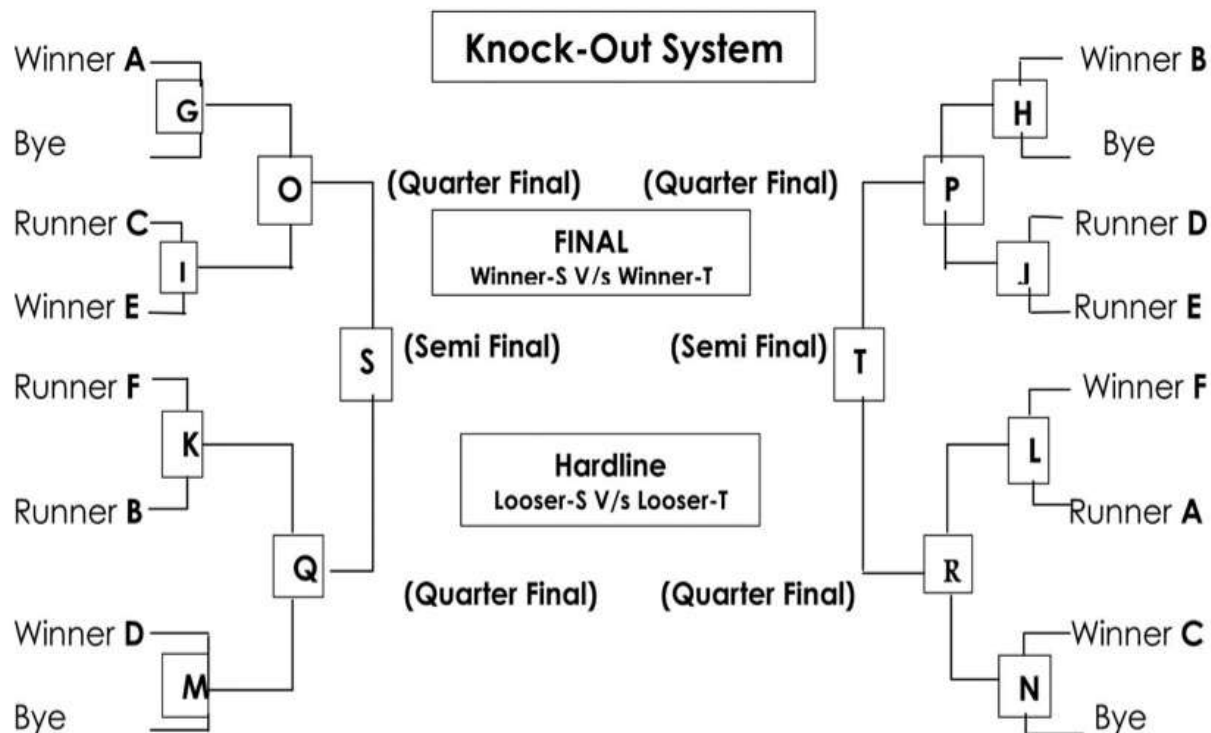 Knock-Out System
Winner A
G
Bye
O
Runner C
I
Winner E
S
Runner F
K
Runner B
Q
Winner D
M
Bye
(Quarter Final)
(Quarter Final)
FINAL
Winner-S V/s Winner-T
(Semi Final)
(Semi Final)
Hardline
Looser-S V/s Looser-T
(Quarter Final)
(Quarter Final)
Winner B
H
Bye
P
Runner D
J
Runner E
T
Winner F
L
Runner A
R
Winner C
N
Bye